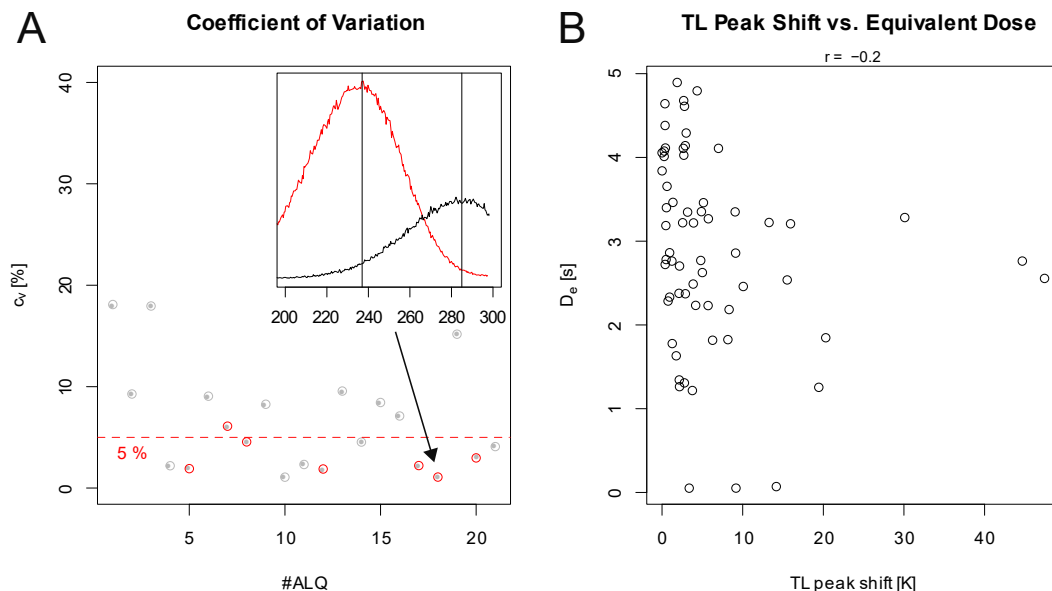 A
Coefficient of Variation
40
30
20
10
0
c_v [%]
200 220 240 260 280 300
5 %
5 10 15 20
#ALQ
B
TL Peak Shift vs. Equivalent Dose
r = −0.2
5
4
3
2
1
0
D_e [s]
0 10 20 30 40
TL peak shift [K]